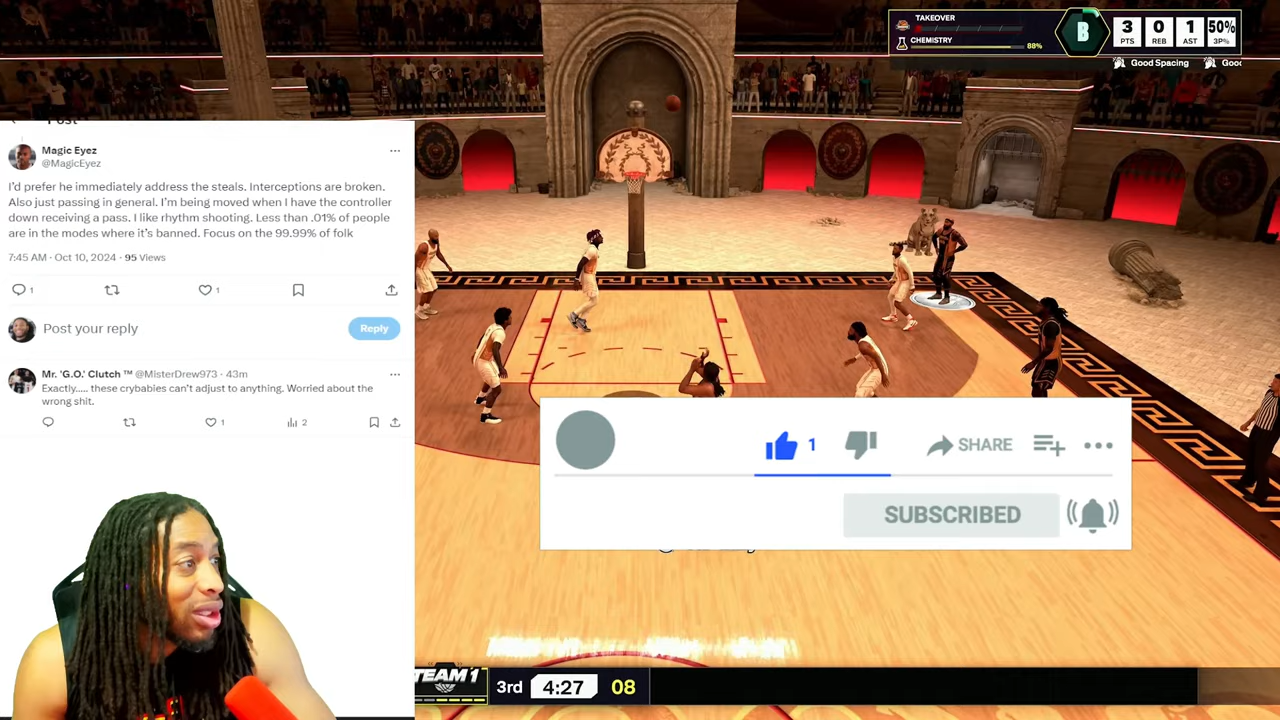 Post
Magic Eyez
@MagicEyez
I'd prefer he immediately address the steals. Interceptions are broken.
Also just passing in general. I'm being moved when I have the controller
down receiving a pass. I like rhythm shooting. Less than .01% of people
are in the modes where it's banned. Focus on the 99.99% of folk
7:45 AM · Oct 10, 2024 · 95 Views
1
1
Post your reply
Reply
Mr. 'G.O.' Clutch ™ @MisterDrew973 · 43m
Exactly..... these crybabies can't adjust to anything. Worried about the
wrong shit.
1
2
TAKEOVER
CHEMISTRY
88%
B
3 0 1 50%
PTS REB AST 3P%
Good Spacing
1
SHARE
SUBSCRIBED
TEAM 1
3rd 4:27 08